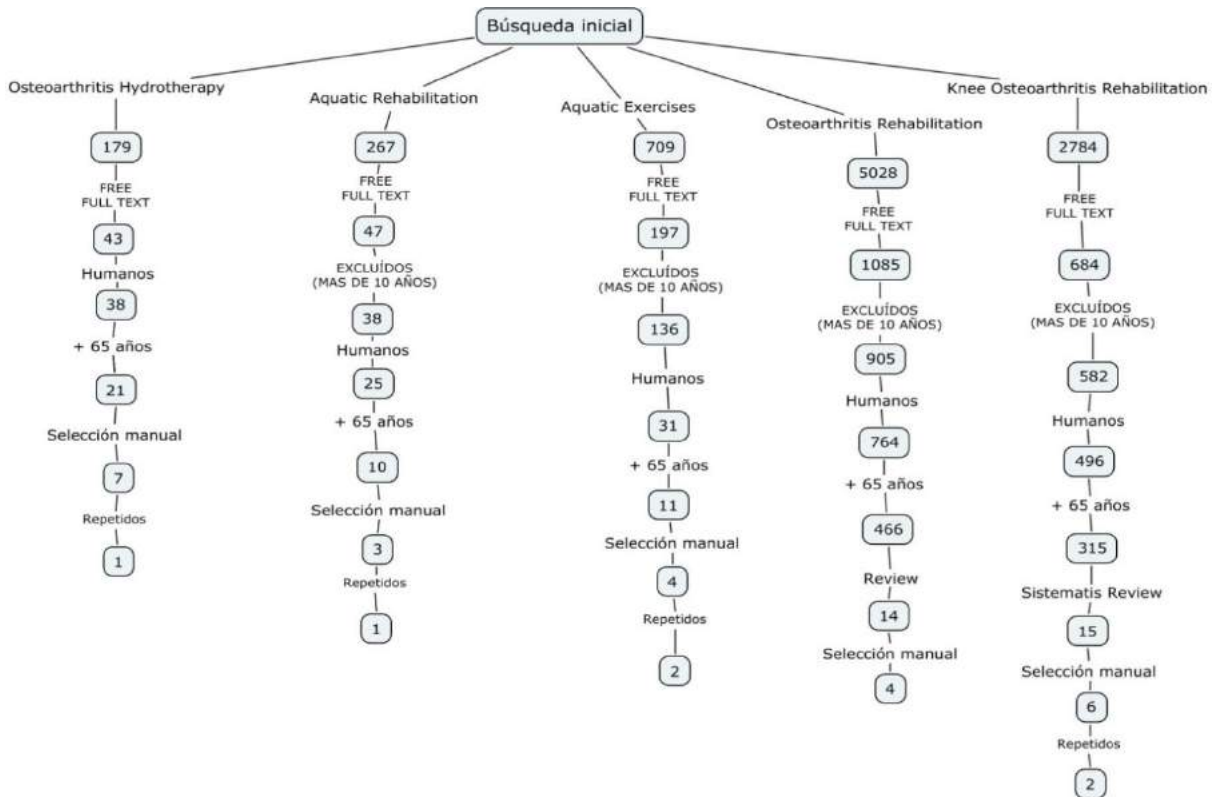 Búsqueda inicial
Osteoarthritis Hydrotherapy
179
FREE
FULL TEXT
43
Humanos
38
+ 65 años
21
Selección manual
7
Repetidos
1
Aquatic Rehabilitation
267
FREE
FULL TEXT
47
EXCLUÍDOS
(MAS DE 10 AÑOS)
38
Humanos
25
+ 65 años
10
Selección manual
3
Repetidos
1
Aquatic Exercises
709
FREE
FULL TEXT
197
EXCLUÍDOS
(MAS DE 10 AÑOS)
136
Humanos
31
+ 65 años
11
Selección manual
4
Repetidos
2
Osteoarthritis Rehabilitation
5028
FREE
FULL TEXT
1085
EXCLUÍDOS
(MAS DE 10 AÑOS)
905
Humanos
764
+ 65 años
466
Review
14
Selección manual
4
Knee Osteoarthritis Rehabilitation
2784
FREE
FULL TEXT
684
EXCLUÍDOS
(MAS DE 10 AÑOS)
582
Humanos
496
+ 65 años
315
Sistematis Review
15
Selección manual
6
Repetidos
2